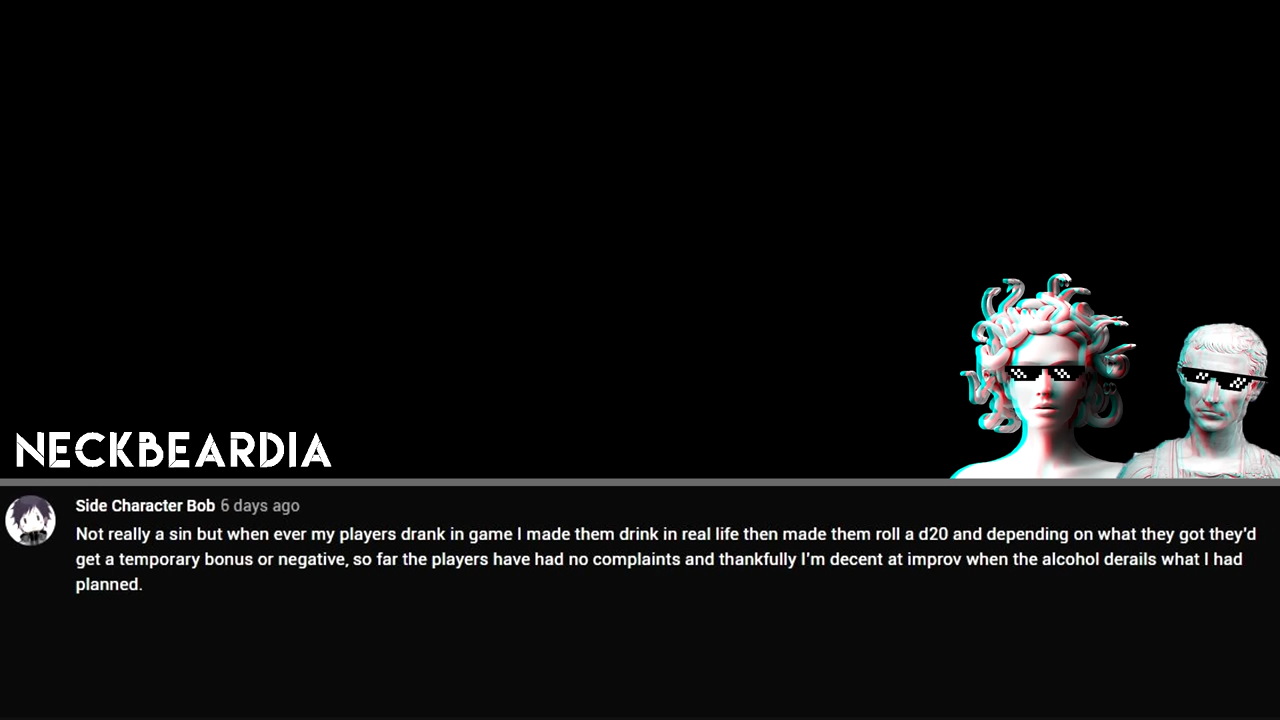 NECKBEARDIA
Side Character Bob 6 days ago
Not really a sin but when ever my players drank in game I made them drink in real life then made them roll a d20 and depending on what they got they'd
get a temporary bonus or negative, so far the players have had no complaints and thankfully I'm decent at improv when the alcohol derails what I had
planned.